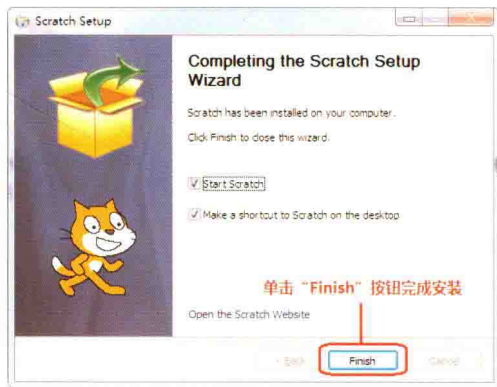 Scratch Setup
Completing the Scratch Setup
Wizard
Scratch has been installed on your computer.
Click Finish to close this wizard.
Start Scratch
Make a shortcut to Scratch on the desktop
单击“Finish”按钮完成安装
Open the Scratch Website
< Back
Finish
Cancel